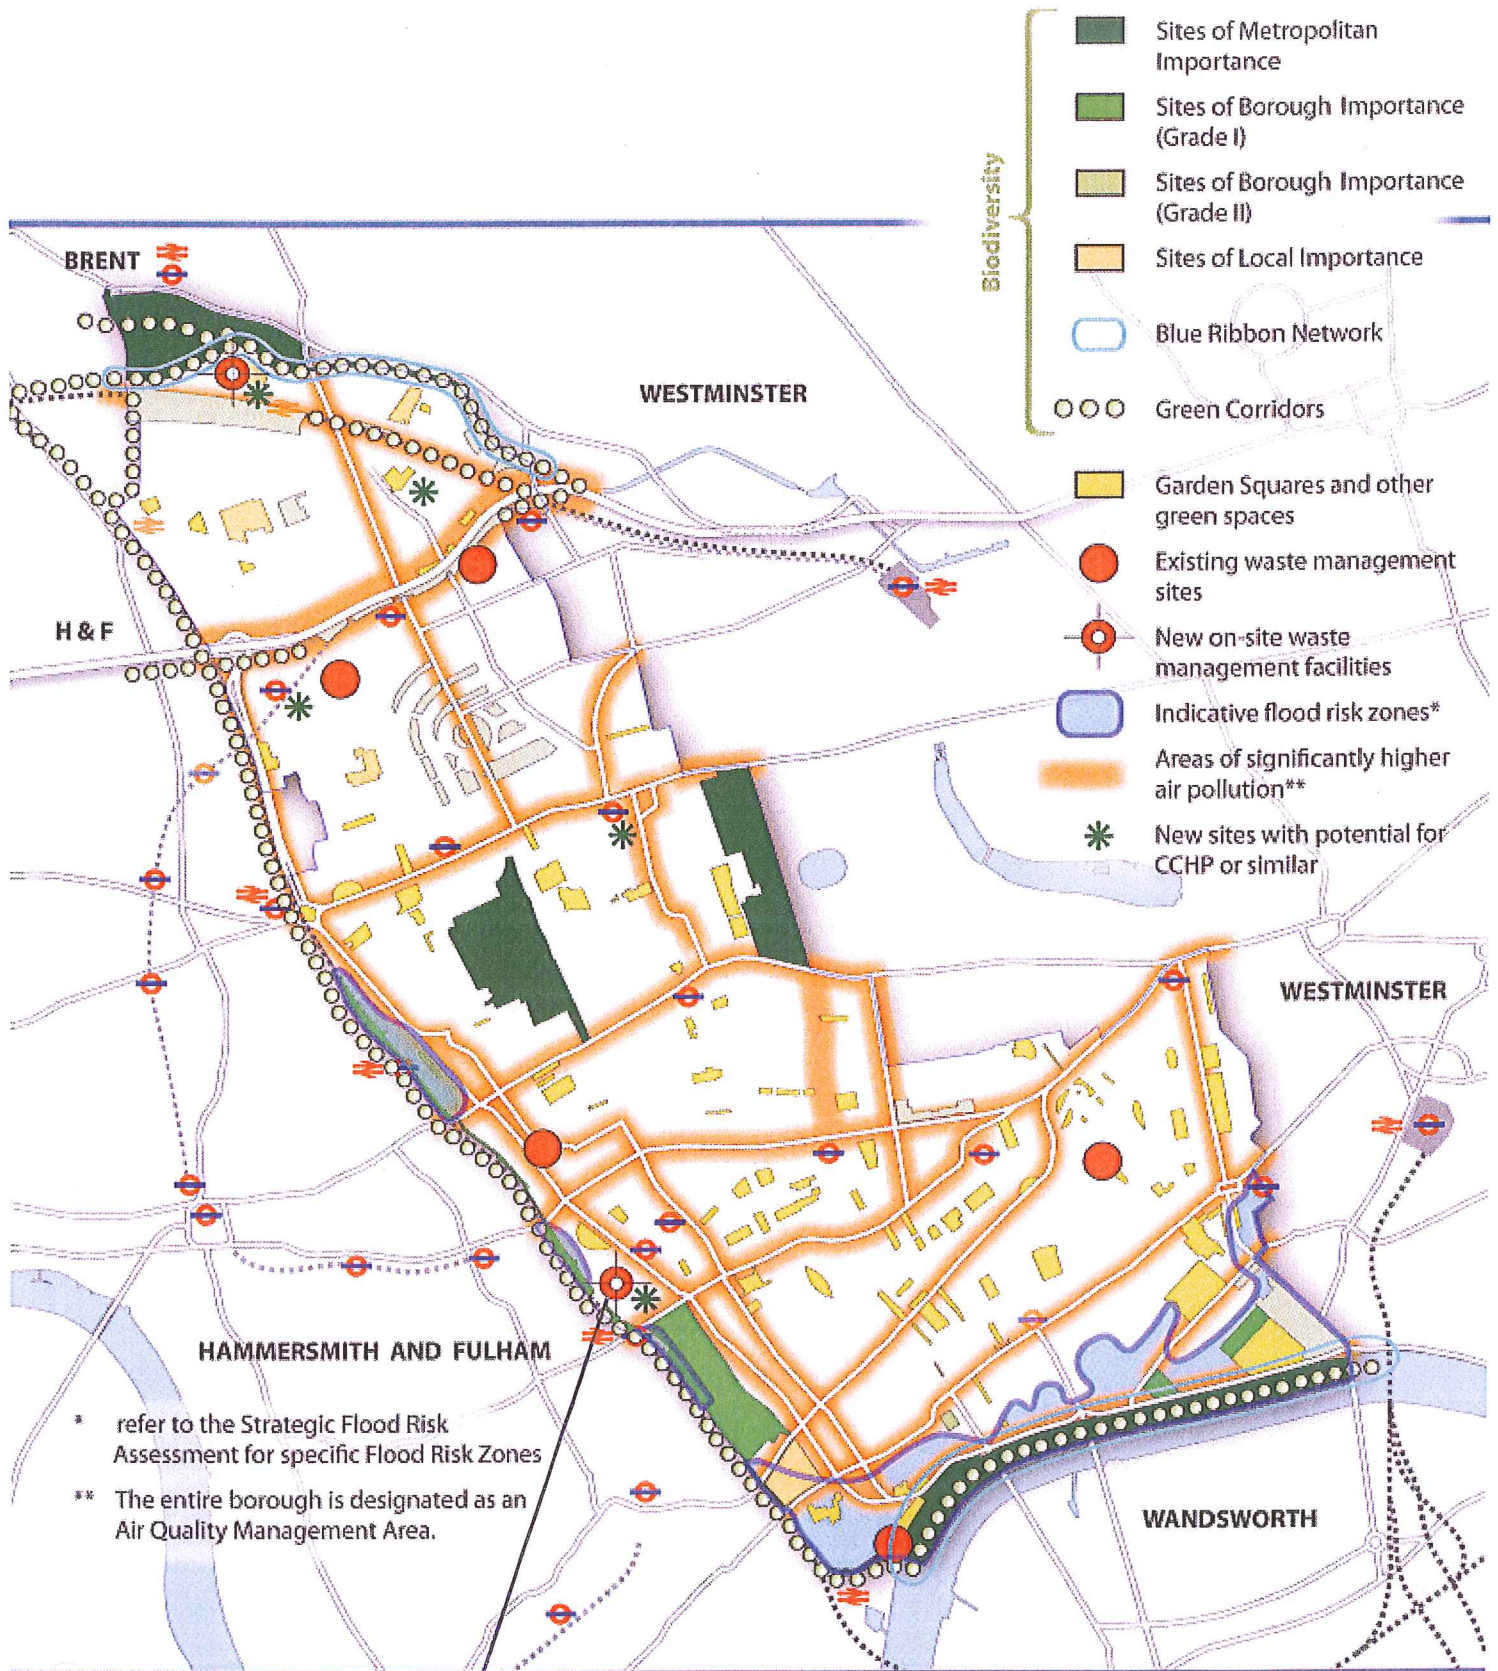 Biodiversity
Sites of Metropolitan
Importance
Sites of Borough Importance
(Grade I)
Sites of Borough Importance
(Grade II)
Sites of Local Importance
Blue Ribbon Network
Green Corridors
Garden Squares and other
green spaces
Existing waste management
sites
New on-site waste
management facilities
Indicative flood risk zones*
Areas of significantly higher
air pollution**
New sites with potential for
CCHP or similar
BRENT
WESTMINSTER
H & F
WESTMINSTER
HAMMERSMITH AND FULHAM
WANDSWORTH
* refer to the Strategic Flood Risk
Assessment for specific Flood Risk Zones
** The entire borough is designated as an
Air Quality Management Area.